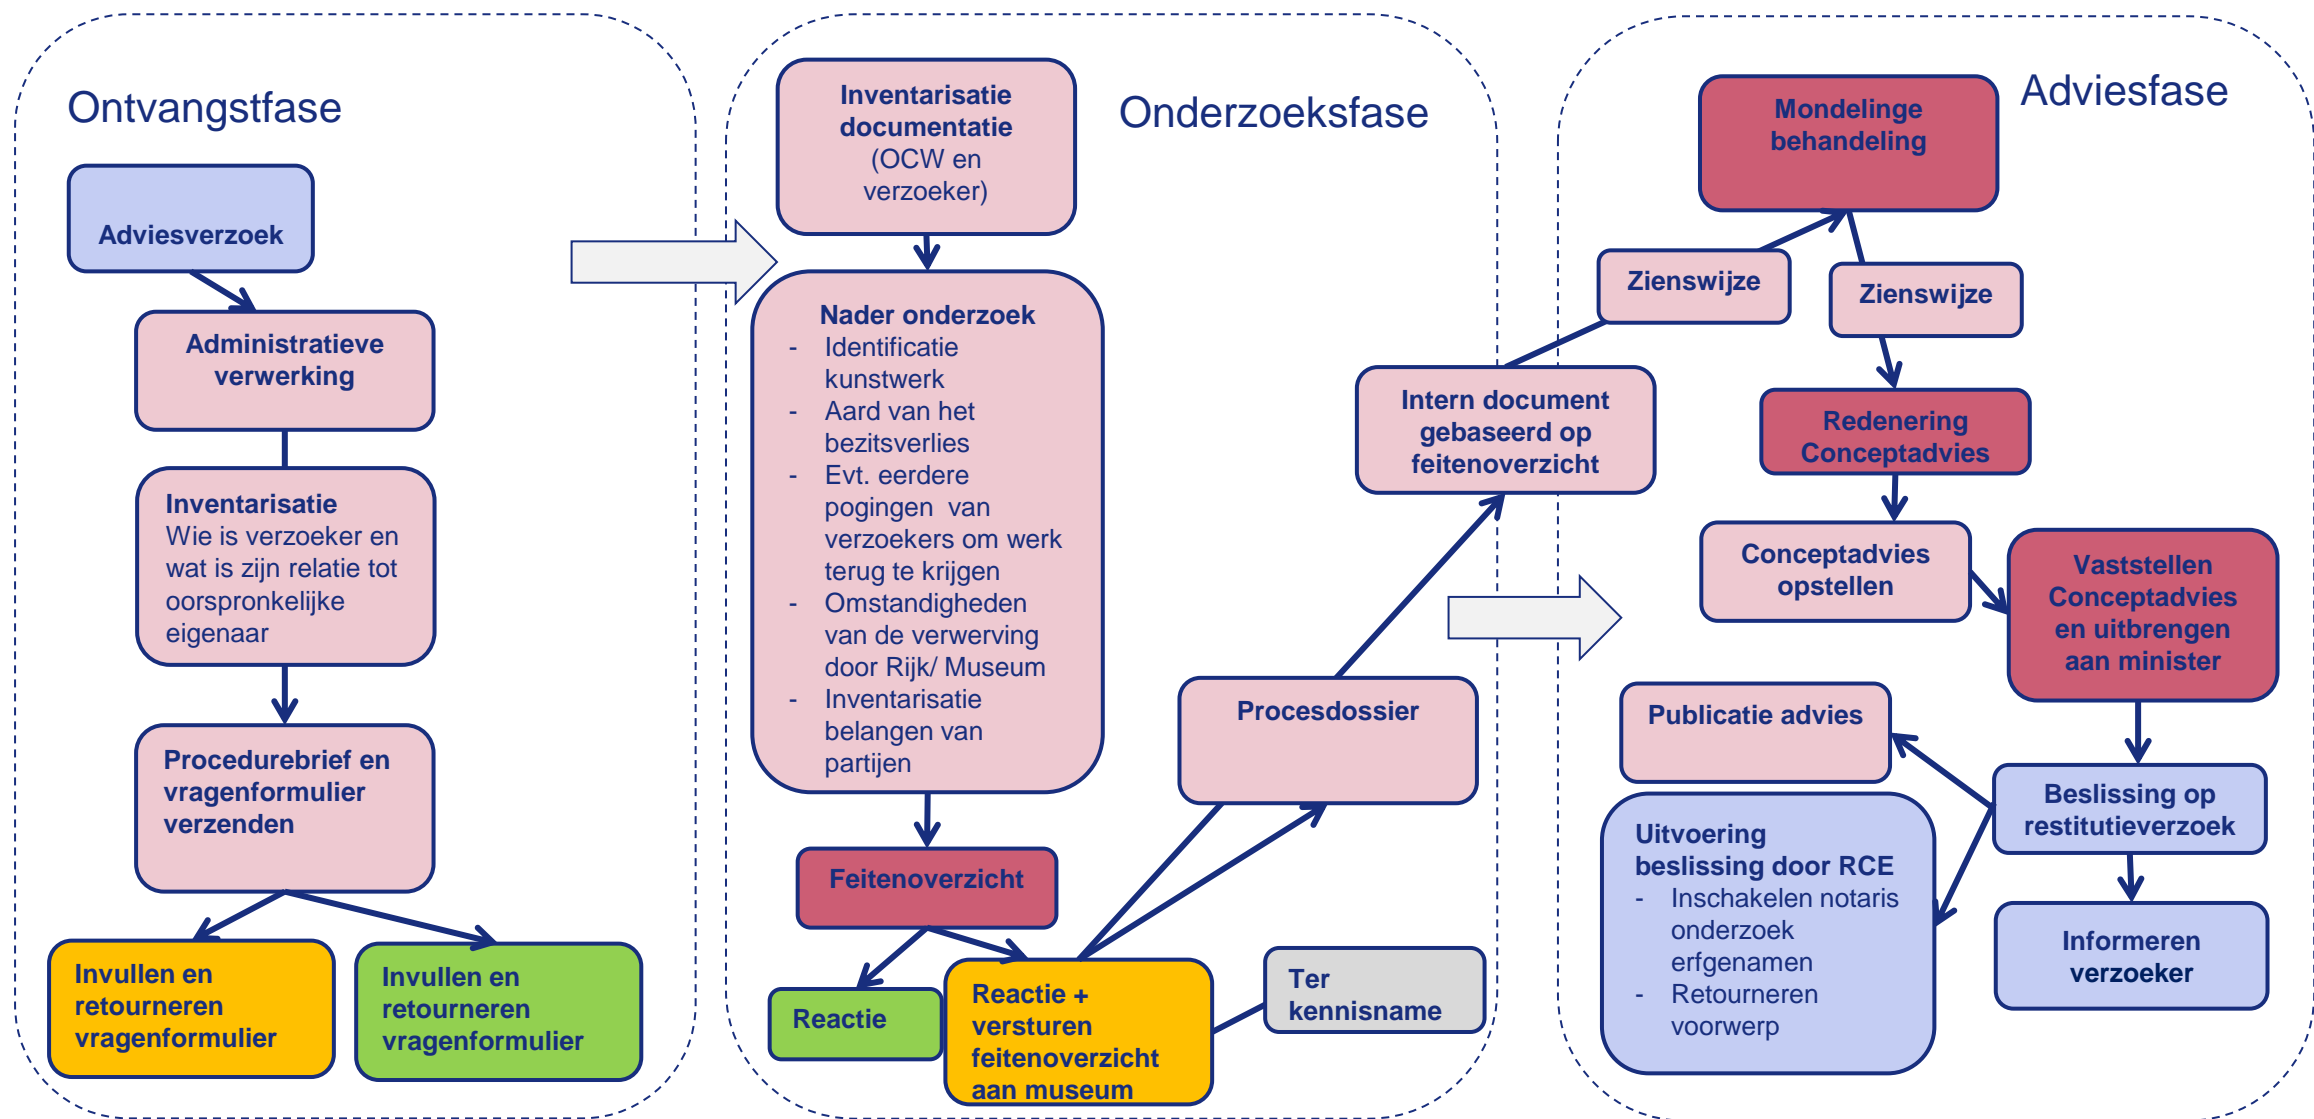 Ontvangstfase
Adviesverzoek
Administratieve
verwerking
Inventarisatie
Wie is verzoeker en
wat is zijn relatie tot
oorspronkelijke
eigenaar
Procedurebrief en
vragenformulier
verzenden
Invullen en
retourneren
vragenformulier
Invullen en
retourneren
vragenformulier
Onderzoeksfase
Inventarisatie
documentatie
(OCW en
verzoeker)
Nader onderzoek
- Identificatie
kunstwerk
- Aard van het
bezitsverlies
- Evt. eerdere
pogingen van
verzoekers om werk
terug te krijgen
- Omstandigheden
van de verwerving
door Rijk/ Museum
- Inventarisatie
belangen van
partijen
Feitenoverzicht
Reactie
Reactie +
versturen
feitenoverzicht
aan museum
Ter
kennisname
Procesdossier
Intern document
gebaseerd op
feitenoverzicht
Adviesfase
Mondelinge
behandeling
Zienswijze
Zienswijze
Redenering
Conceptadvies
Conceptadvies
opstellen
Vaststellen
Conceptadvies
en uitbrengen
aan minister
Publicatie advies
Beslissing op
restitutieverzoek
Uitvoering
beslissing door RCE
- Inschakelen notaris
onderzoek
erfgenamen
- Retourneren
voorwerp
Informeren
verzoeker